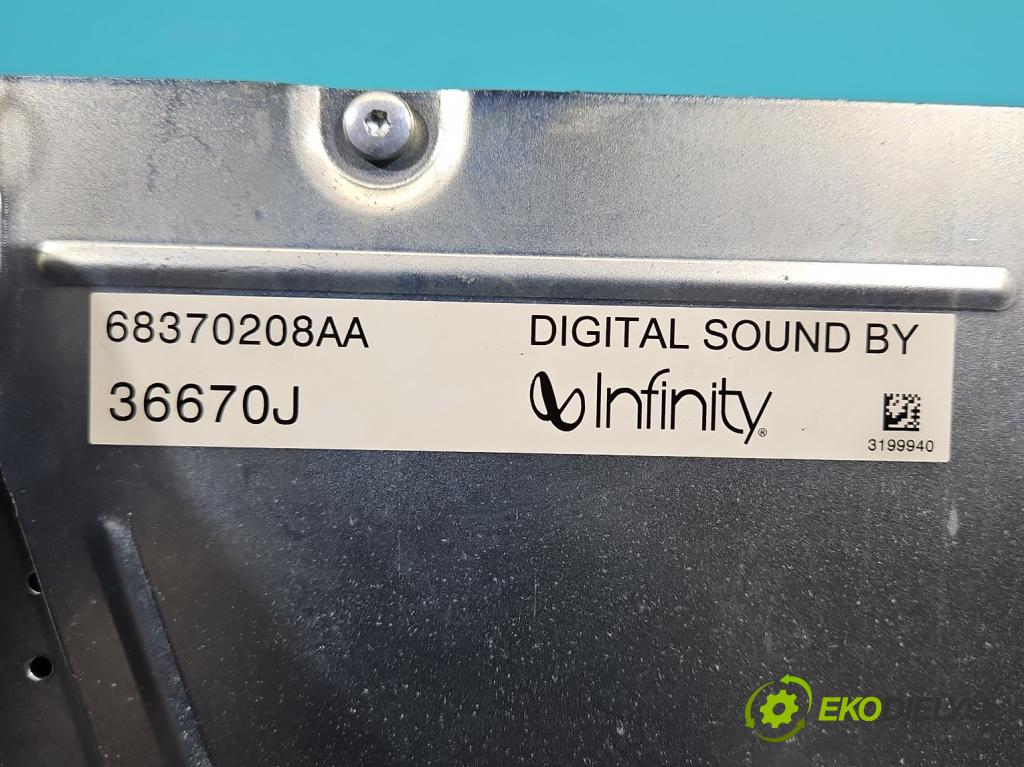 68370208AA
36670J
DIGITAL SOUND BY
Infinity®
3199940
EKODIELY